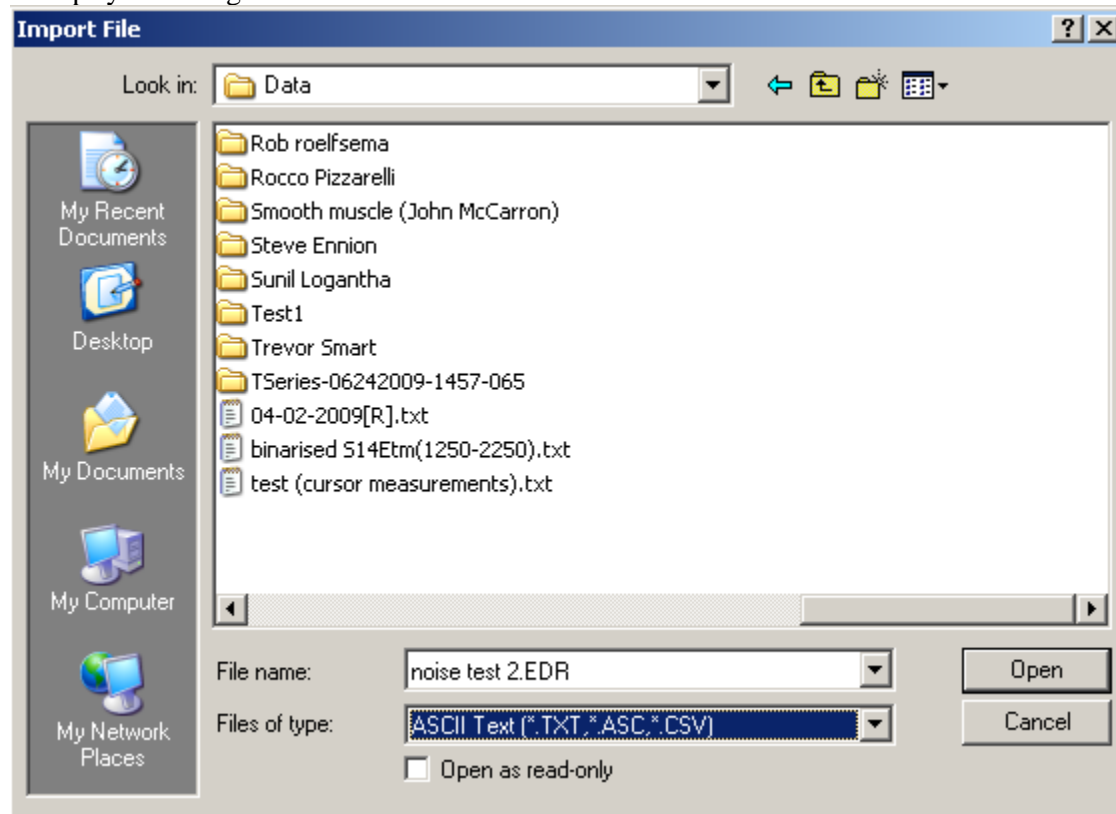 Import File
Look in: Data
My Recent Documents
Desktop
My Documents
My Computer
My Network Places
Rob roelfsema
Rocco Pizzarelli
Smooth muscle (John McCarron)
Steve Ennion
Sunil Logantha
Test1
Trevor Smart
TSeries-06242009-1457-065
04-02-2009[R].txt
binarised S14Etm(1250-2250).txt
test (cursor measurements).txt
File name: noise test 2.EDR Open
Files of type: ASCII Text (*.TXT,*.ASC,*.CSV) Cancel
Open as read-only